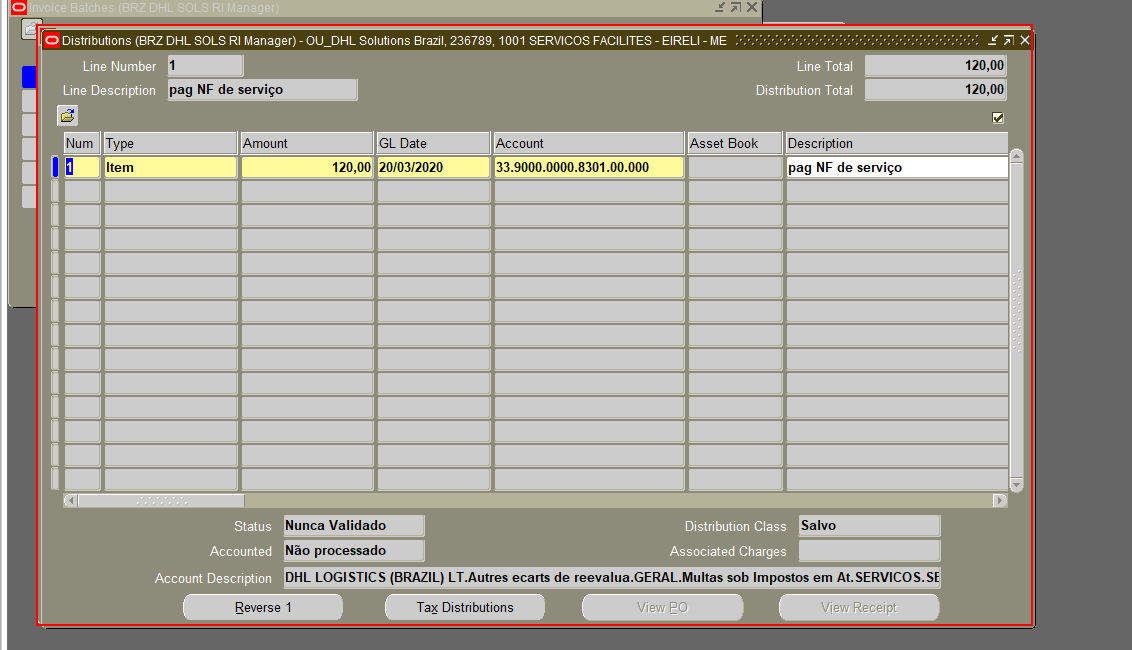 Invoice Batches (BRZ DHL SOLS RI Manager)
Distributions (BRZ DHL SOLS RI Manager) - OU_DHL Solutions Brazil, 236789, 1001 SERVICOS FACILITES - EIRELI - ME
Line Number 1 Line Total 120,00
Line Description pag NF de serviço Distribution Total 120,00
Num Type Amount GL Date Account Asset Book Description
1 Item 120,00 20/03/2020 33.9000.0000.8301.00.000 pag NF de serviço
Status Nunca Validado Distribution Class Salvo
Accounted Não processado Associated Charges
Account Description DHL LOGISTICS (BRAZIL) LT.Autres ecarts de reevalua.GERAL.Multas sob Impostos em At.SERVICOS.SE
Reverse 1 Tax Distributions View PO View Receipt